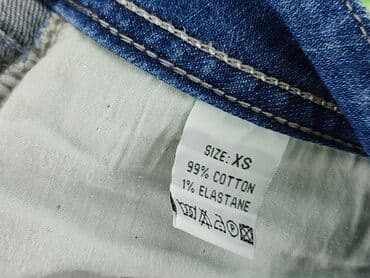 SIZE: XS
99% COTTON
1% ELASTANE